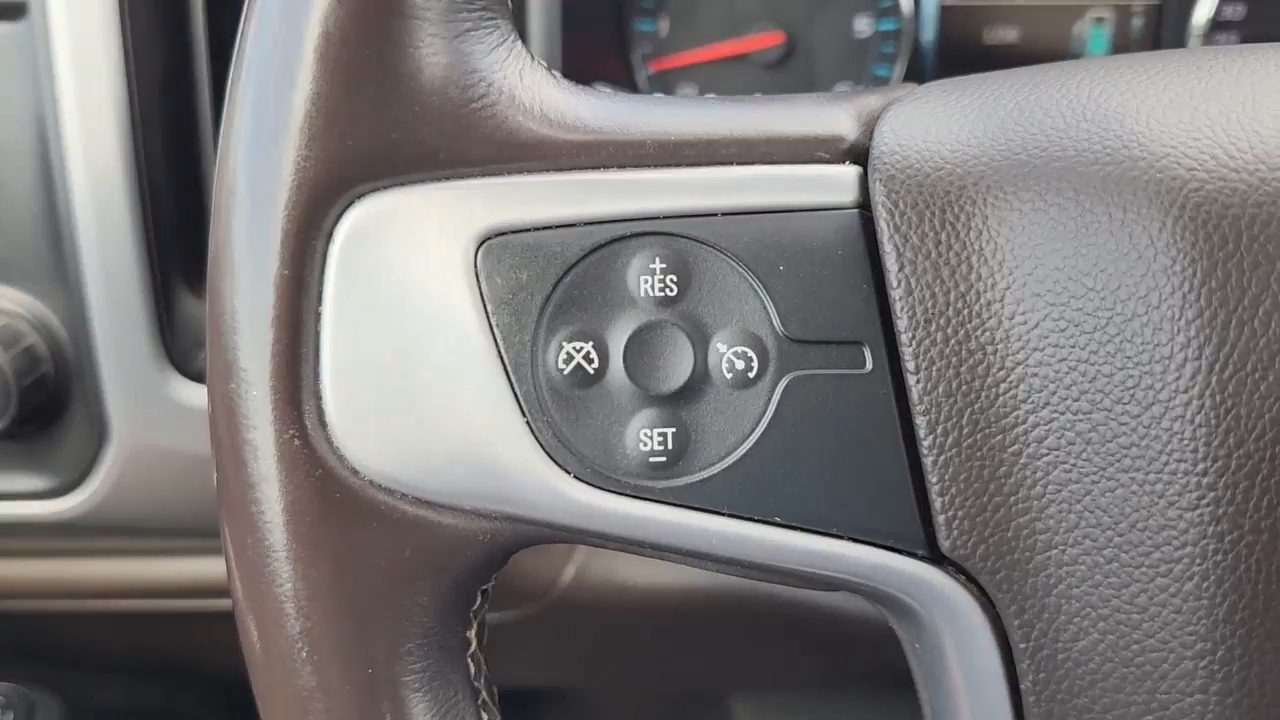 +
RES
SET
–